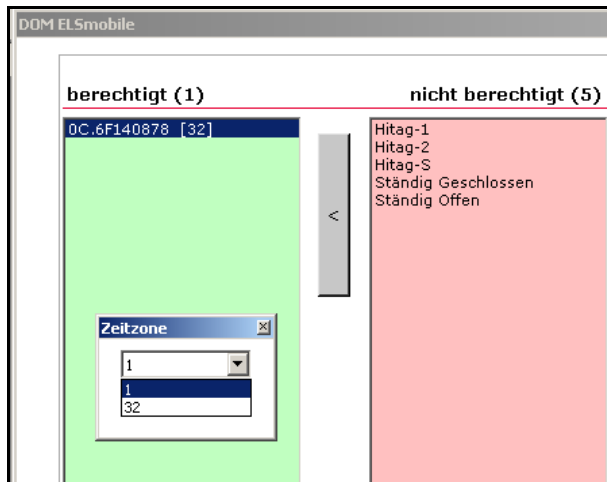 DOM ELSmobile
berechtigt (1)
nicht berechtigt (5)
0C.6F140878 [32]
<
Hitag-1
Hitag-2
Hitag-S
Ständig Geschlossen
Ständig Offen
Zeitzone
1
1
32